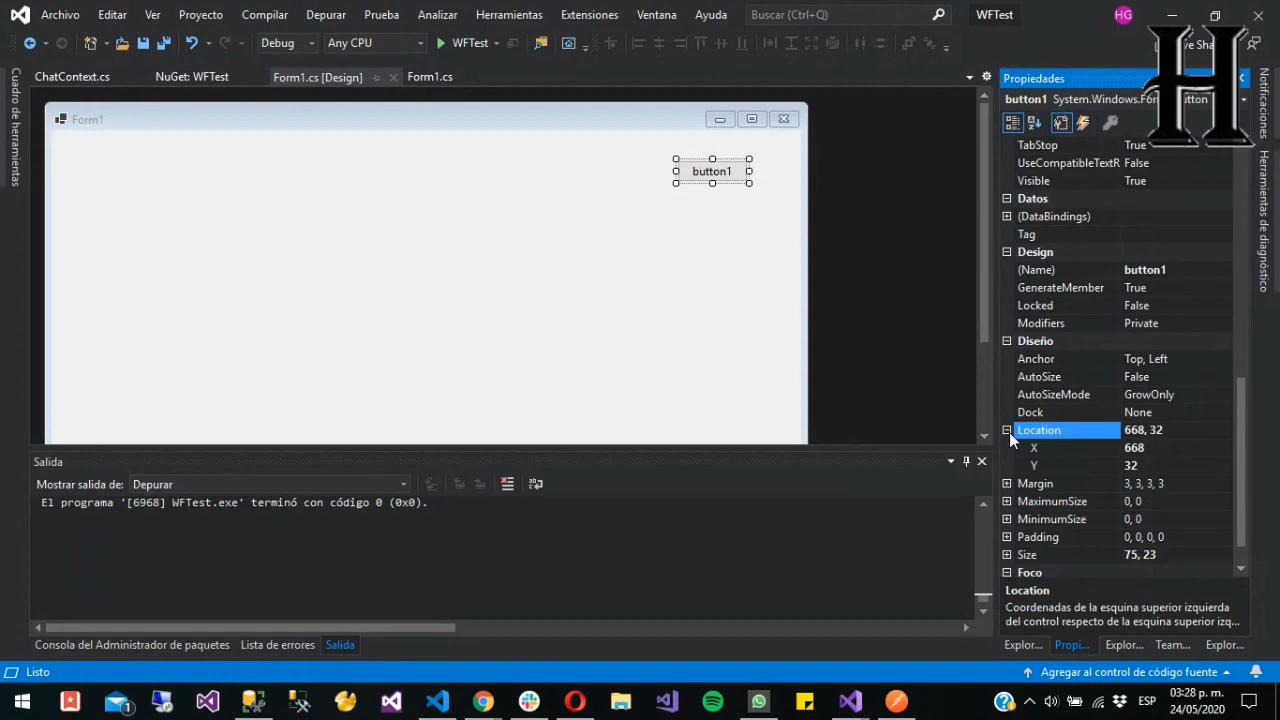 Archivo Editar Ver Proyecto Compilar Depurar Prueba Analizar Herramientas Extensiones Ventana Ayuda Buscar (Ctrl+Q) WFTest HG
Debug Any CPU WFTest
ChatContext.cs NuGet: WFTest Form1.cs [Design] Form1.cs
Cuadro de herramientas
Form1
button1
Propiedades
button1 System.Windows.For
TabStop True
UseCompatibleTextR False
Visible True
Datos
(DataBindings)
Tag
Design
(Name) button1
GenerateMember True
Locked False
Modifiers Private
Diseño
Anchor Top, Left
AutoSize False
AutoSizeMode GrowOnly
Dock None
Location 668, 32
X 668
Y 32
Margin 3, 3, 3, 3
MaximumSize 0, 0
MinimumSize 0, 0
Padding 0, 0, 0, 0
Size 75, 23
Foco
Location
Coordenadas de la esquina superior izquierda
del control respecto de la esquina superior izq...
Explor... Propi... Explor... Team... Explor...
Notificaciones
Herramientas de diagnóstico
H
Salida
Mostrar salida de: Depurar
El programa '[6968] WFTest.exe' terminó con código 0 (0x0).
Consola del Administrador de paquetes Lista de errores Salida
Listo Agregar al control de código fuente
1 ESP 03:28 p. m.
24/05/2020